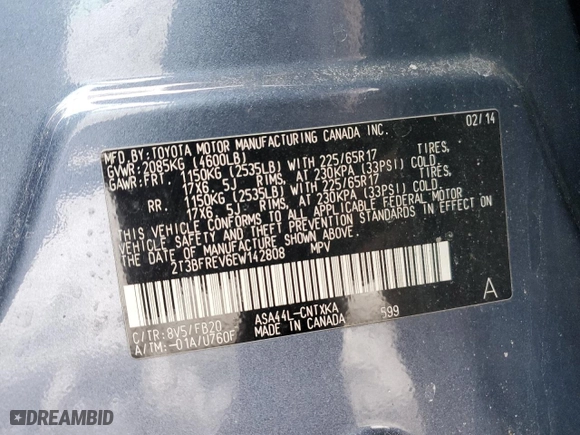 MFD.BY:TOYOTA MOTOR MANUFACTURING CANADA INC. 02/14
GVWR:2085KG (4600LB)
GAWR:FRT. 1150KG (2535LB) WITH 225/65R17 TIRES,
17X6.5J RIMS, AT 230KPA (33PSI) COLD.
RR. 1150KG (2535LB) WITH 225/65R17 TIRES,
17X6.5J RIMS, AT 230KPA (33PSI) COLD.
THIS VEHICLE CONFORMS TO ALL APPLICABLE FEDERAL MOTOR
VEHICLE SAFETY AND THEFT PREVENTION STANDARDS IN EFFECT
ON THE DATE OF MANUFACTURE SHOWN ABOVE.
2T3BFREV6EW142808 MPV
C/TR:8V5/FB20 ASA44L-CNTXKA A
A/TM:-01A/U760F MADE IN CANADA 599
DREAMBID